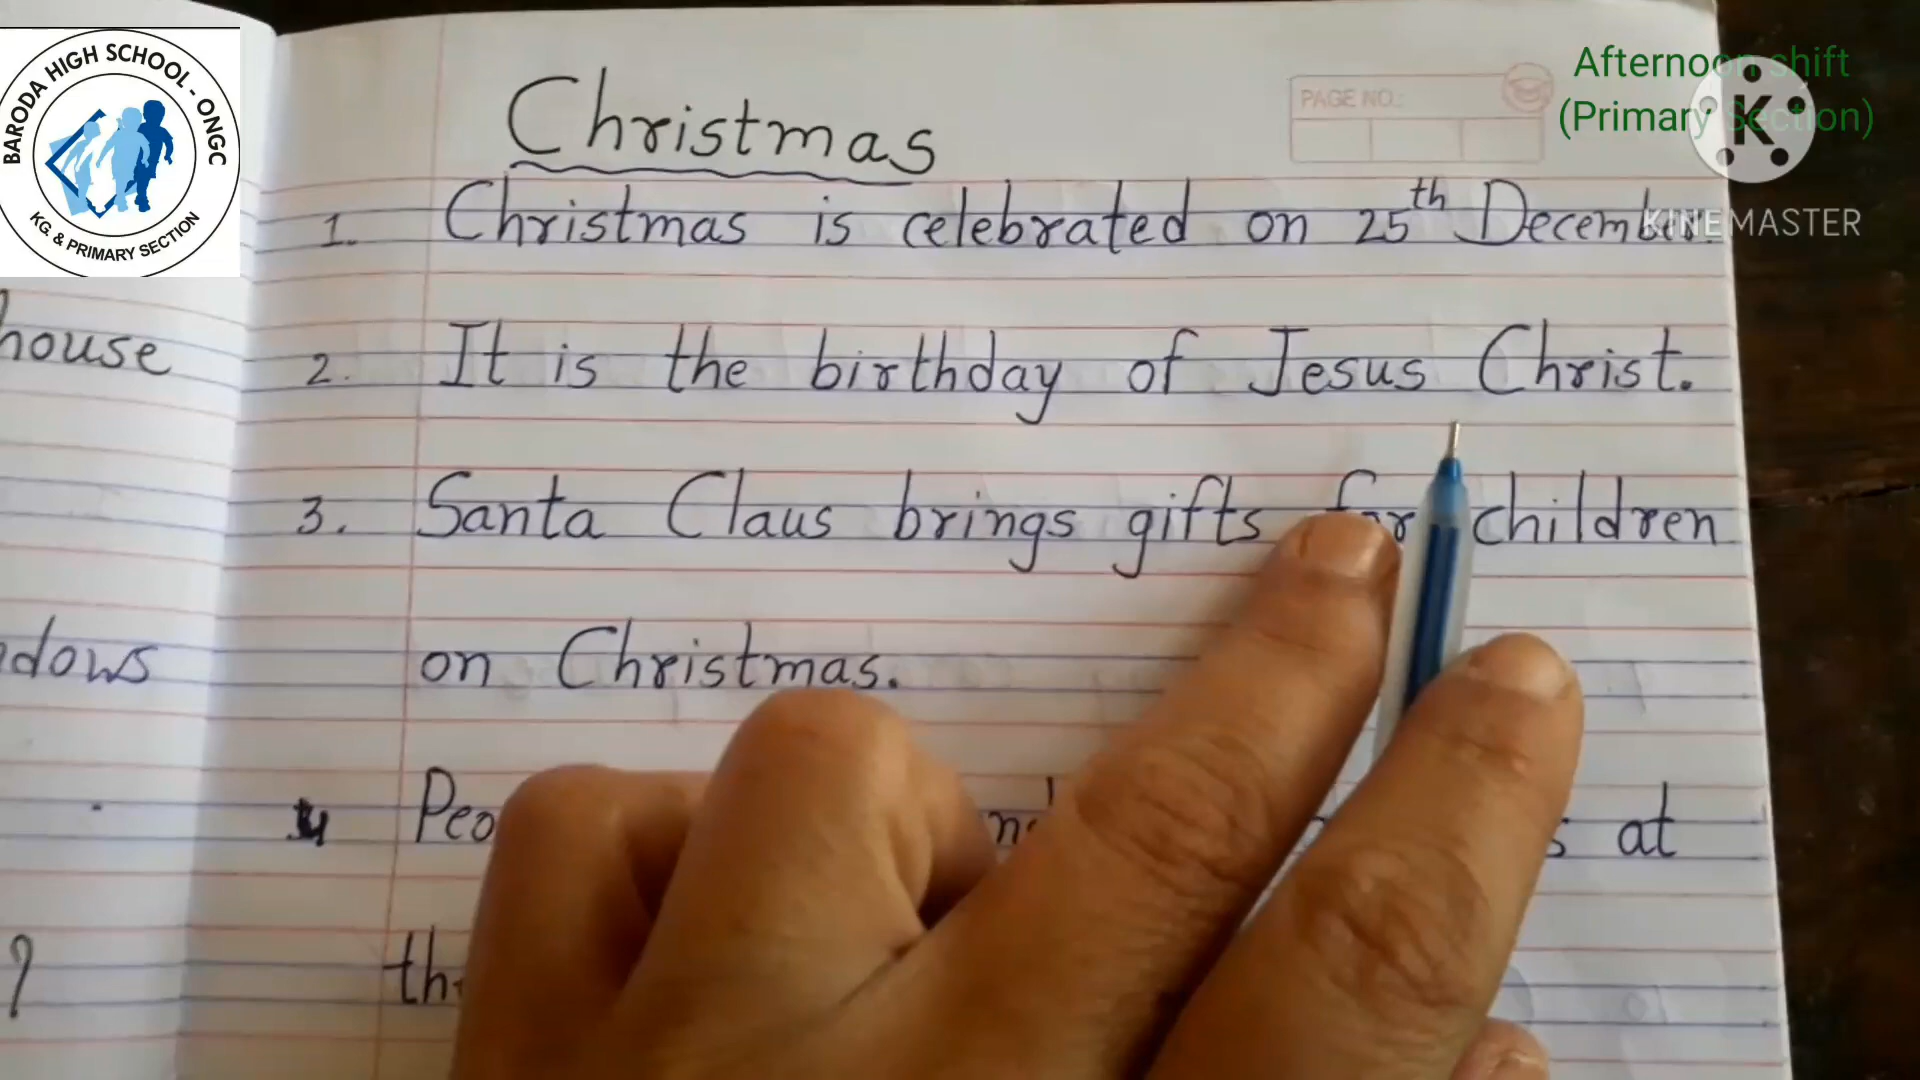 BARODA HIGH SCHOOL - ONGC
KG. & PRIMARY SECTION
Afternoon shift
(Primary Section)
K
KINEMASTER
PAGE NO.:
Christmas
1. Christmas is celebrated on 25th December.
2. It is the birthday of Jesus Christ.
3. Santa Claus brings gifts for children
on Christmas.
4 at
house
?